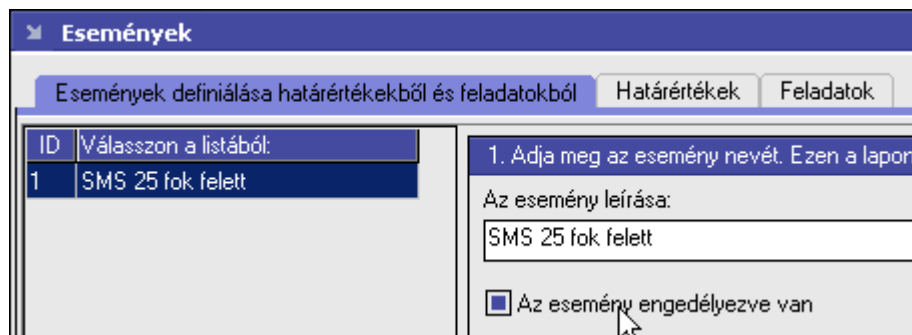 Események
Események definiálása határértékekből és feladatokból
Határértékek
Feladatok
ID Válasszon a listából:
1 SMS 25 fok felett
1. Adja meg az esemény nevét. Ezen a lapon
Az esemény leírása:
SMS 25 fok felett
Az esemény engedélyezve van